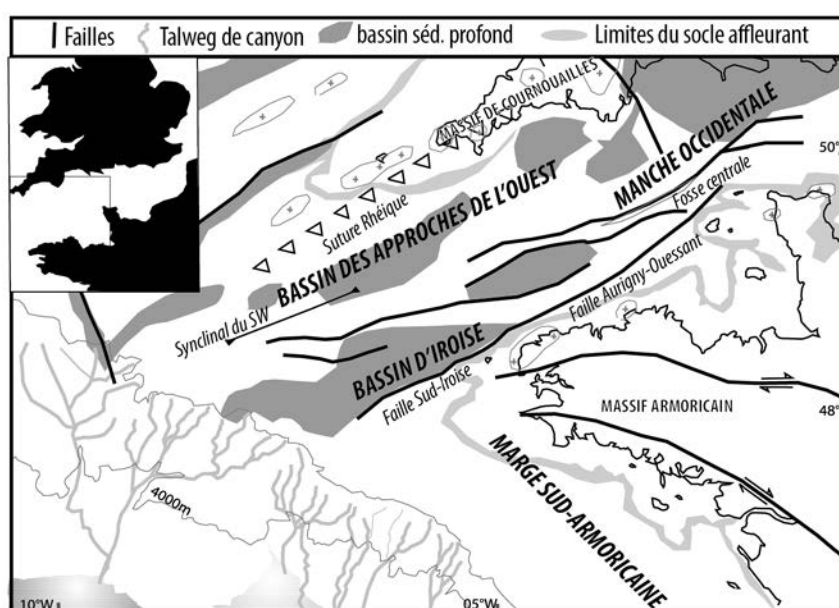 Failles
Talweg de canyon
bassin séd. profond
Limites du socle affleurant
MASSIF DE COURNOUAILLES
MANCHE OCCIDENTALE
50°
Fosse centrale
Suture Rhéique
BASSIN DES APPROCHES DE L'OUEST
Faille Aurigny-Ouessant
Synclinal du SW
BASSIN D'IROISE
Faille Sud-Iroise
MASSIF ARMORICAIN
48°
MARGE SUD-ARMORICAINE
4000m
10°W
05°W